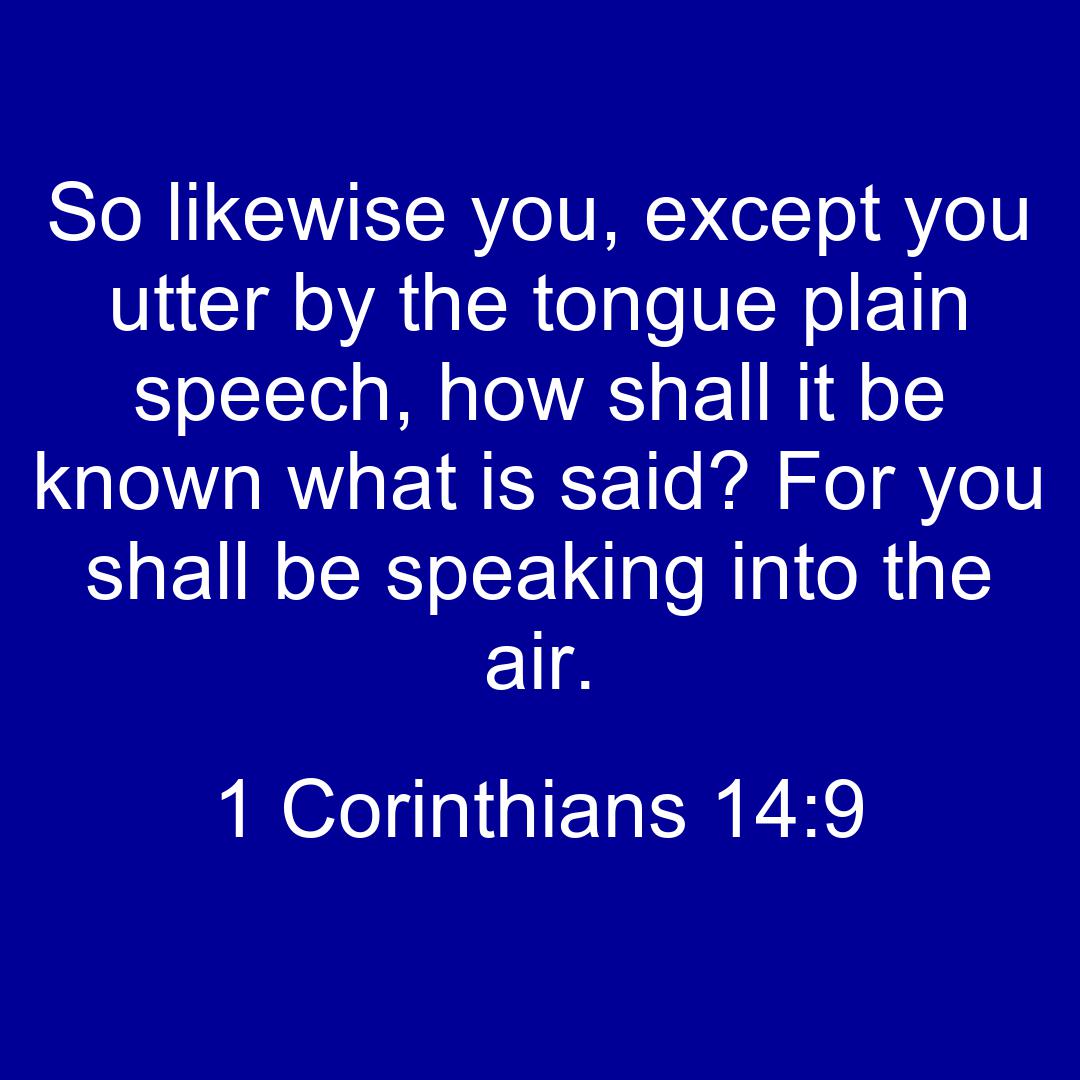 So likewise you, except you
utter by the tongue plain
speech, how shall it be
known what is said? For you
shall be speaking into the
air.
1 Corinthians 14:9